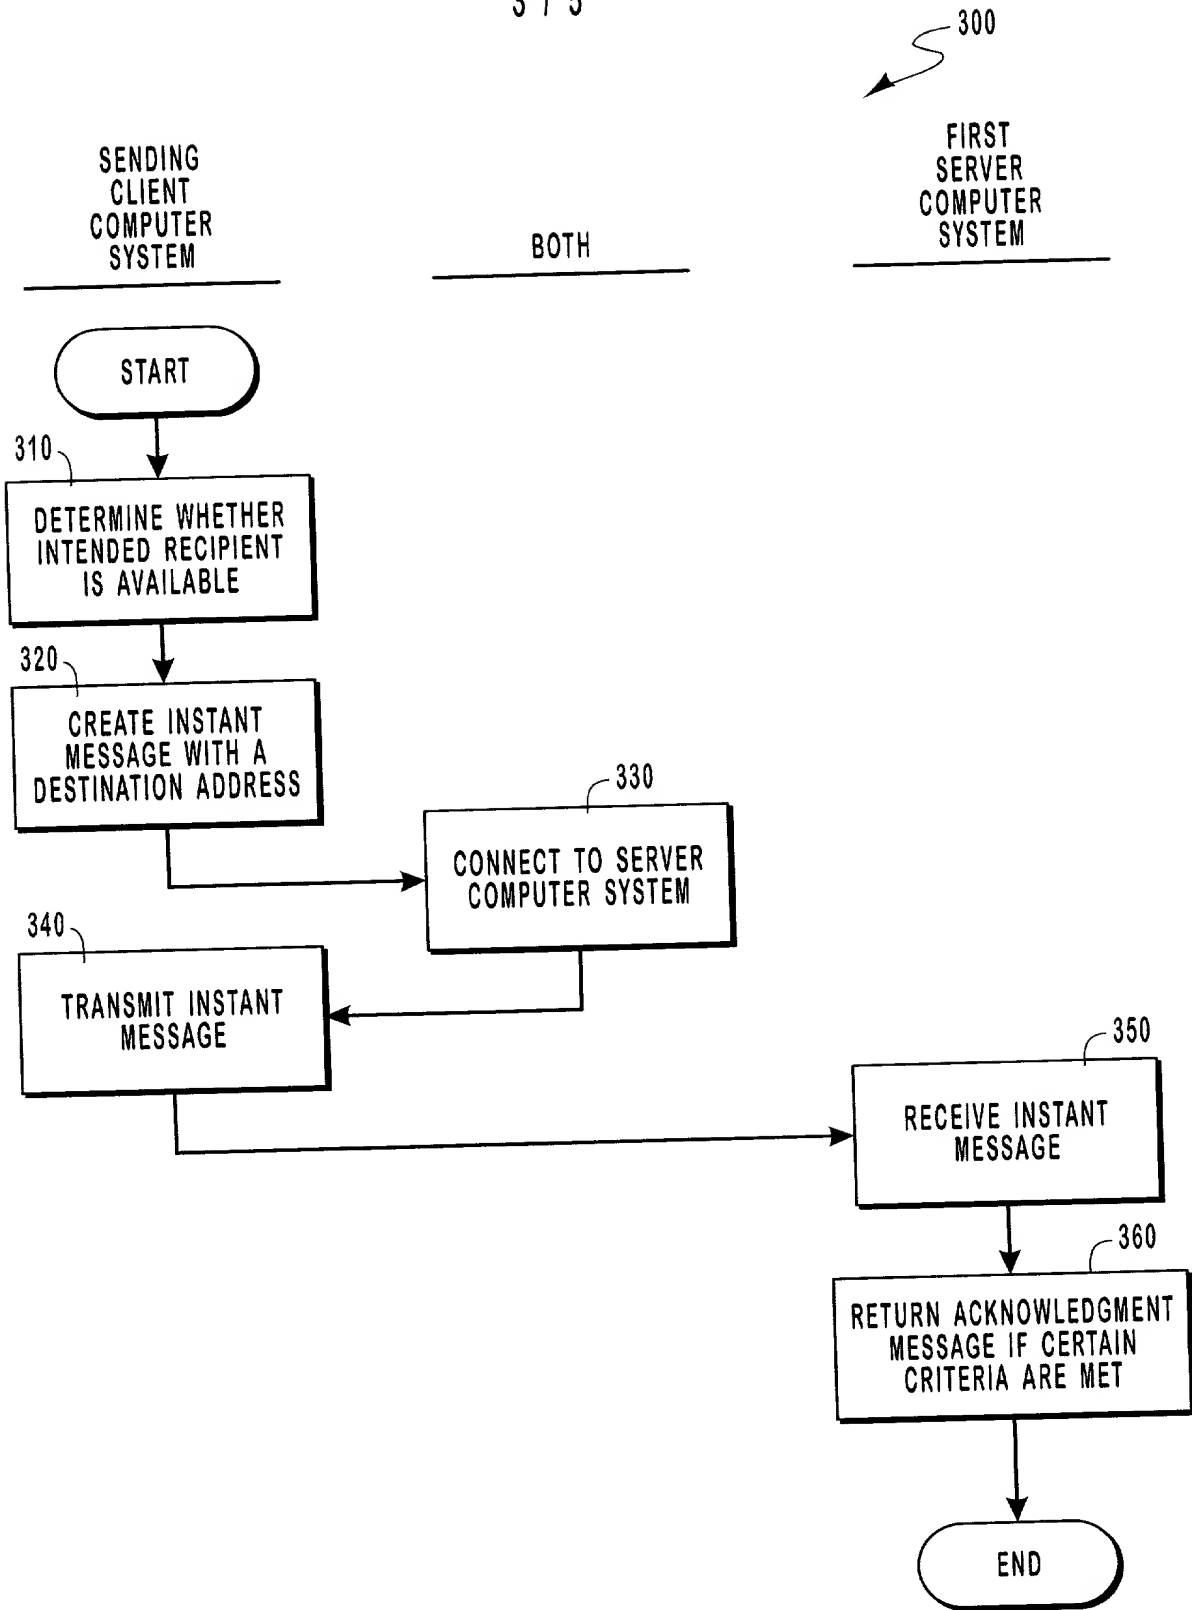 3 / 5
300
SENDING
CLIENT
COMPUTER
SYSTEM
BOTH
FIRST
SERVER
COMPUTER
SYSTEM
START
310
DETERMINE WHETHER
INTENDED RECIPIENT
IS AVAILABLE
320
CREATE INSTANT
MESSAGE WITH A
DESTINATION ADDRESS
330
CONNECT TO SERVER
COMPUTER SYSTEM
340
TRANSMIT INSTANT
MESSAGE
350
RECEIVE INSTANT
MESSAGE
360
RETURN ACKNOWLEDGMENT
MESSAGE IF CERTAIN
CRITERIA ARE MET
END